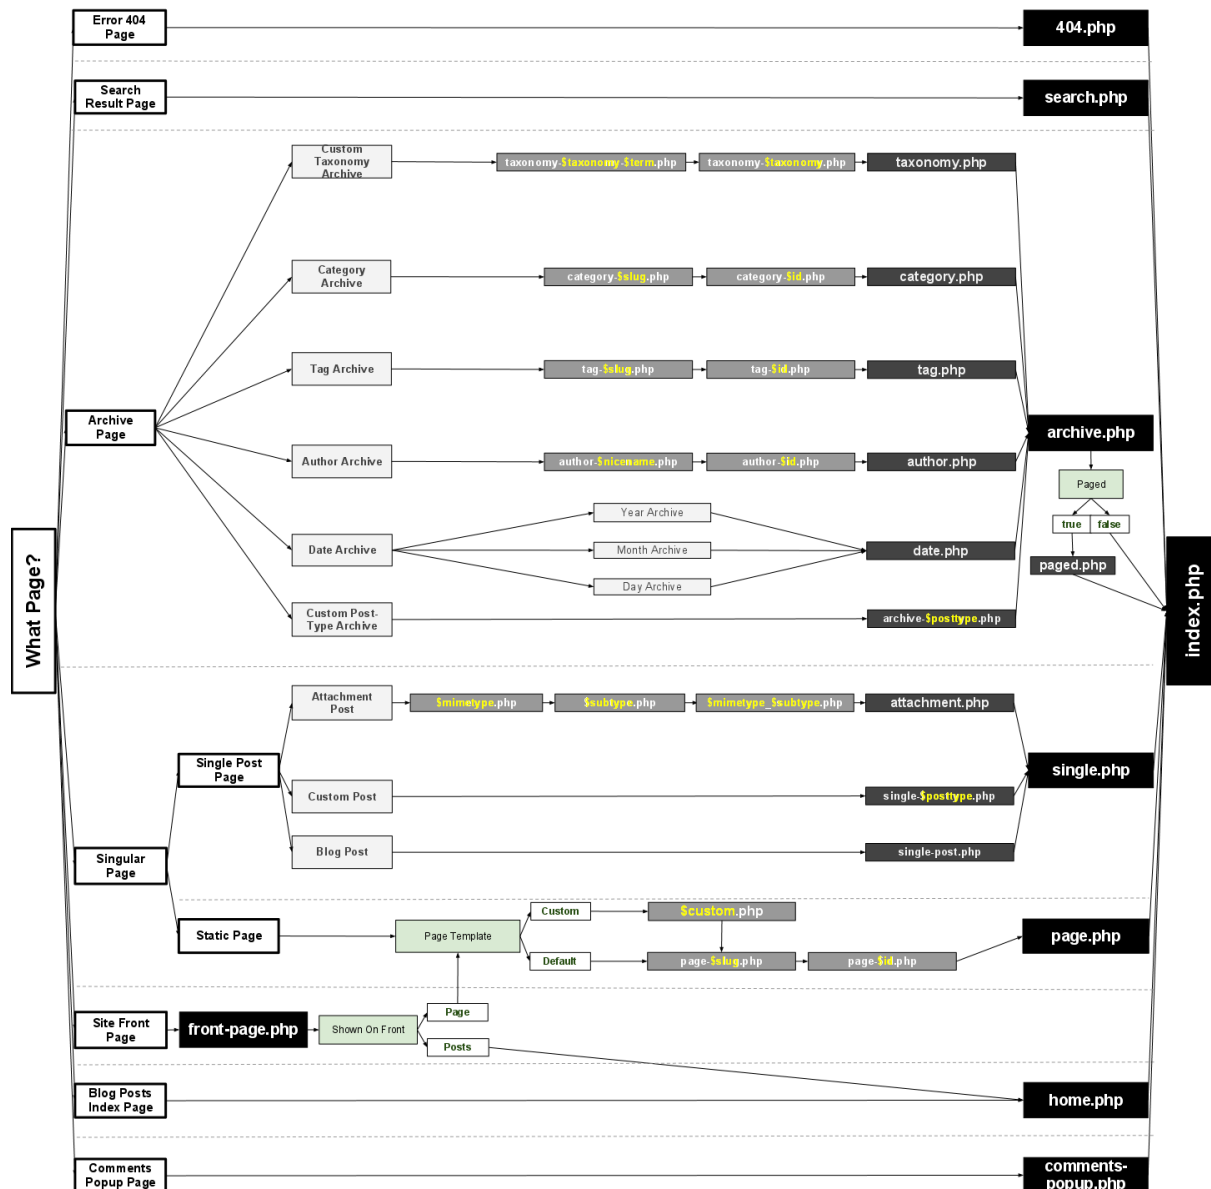 Error 404
Page
404.php
Search
Result Page
search.php
Custom
Taxonomy
Archive
taxonomy-$taxonomy-$term.php
taxonomy-$taxonomy.php
taxonomy.php
Category
Archive
category-$slug.php
category-$id.php
category.php
Tag Archive
tag-$slug.php
tag-$id.php
tag.php
Archive
Page
Author Archive
author-$nicename.php
author-$id.php
author.php
archive.php
Paged
true
false
paged.php
Date Archive
Year Archive
Month Archive
Day Archive
date.php
Custom Post-
Type Archive
archive-$posttype.php
What Page?
index.php
Attachment
Post
$mimetype.php
$subtype.php
$mimetype_$subtype.php
attachment.php
Single Post
Page
single.php
Custom Post
single-$posttype.php
Blog Post
single-post.php
Singular
Page
Static Page
Page Template
Custom
$custom.php
Default
page-$slug.php
page-$id.php
page.php
Site Front
Page
front-page.php
Shown On Front
Page
Posts
Blog Posts
Index Page
home.php
Comments
Popup Page
comments-
popup.php